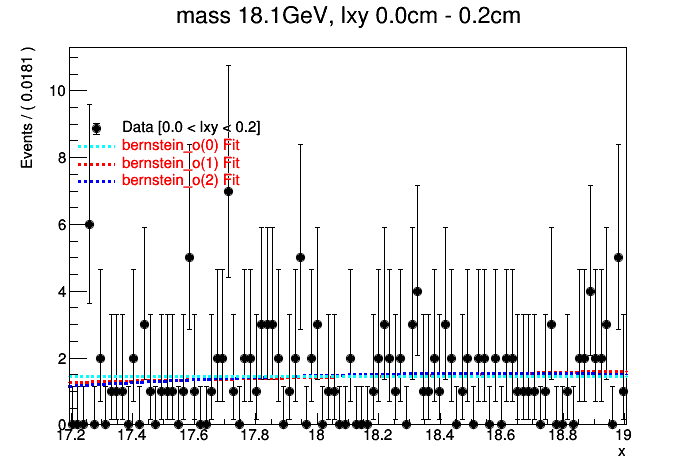 mass 18.1GeV, lxy 0.0cm - 0.2cm
Events / ( 0.0181 )
10
8
6
4
2
0
Data [0.0 < lxy < 0.2]
bernstein_o(0) Fit
bernstein_o(1) Fit
bernstein_o(2) Fit
17.2 17.4 17.6 17.8 18 18.2 18.4 18.6 18.8 19
x